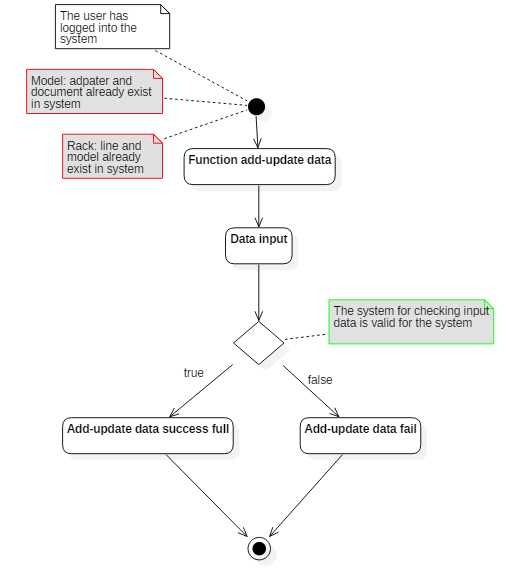 The user has
logged into the
system
Model: adpater and
document already exist
in system
Rack: line and
model already
exist in system
Function add-update data
Data input
The system for checking input
data is valid for the system
true
false
Add-update data success full
Add-update data fail